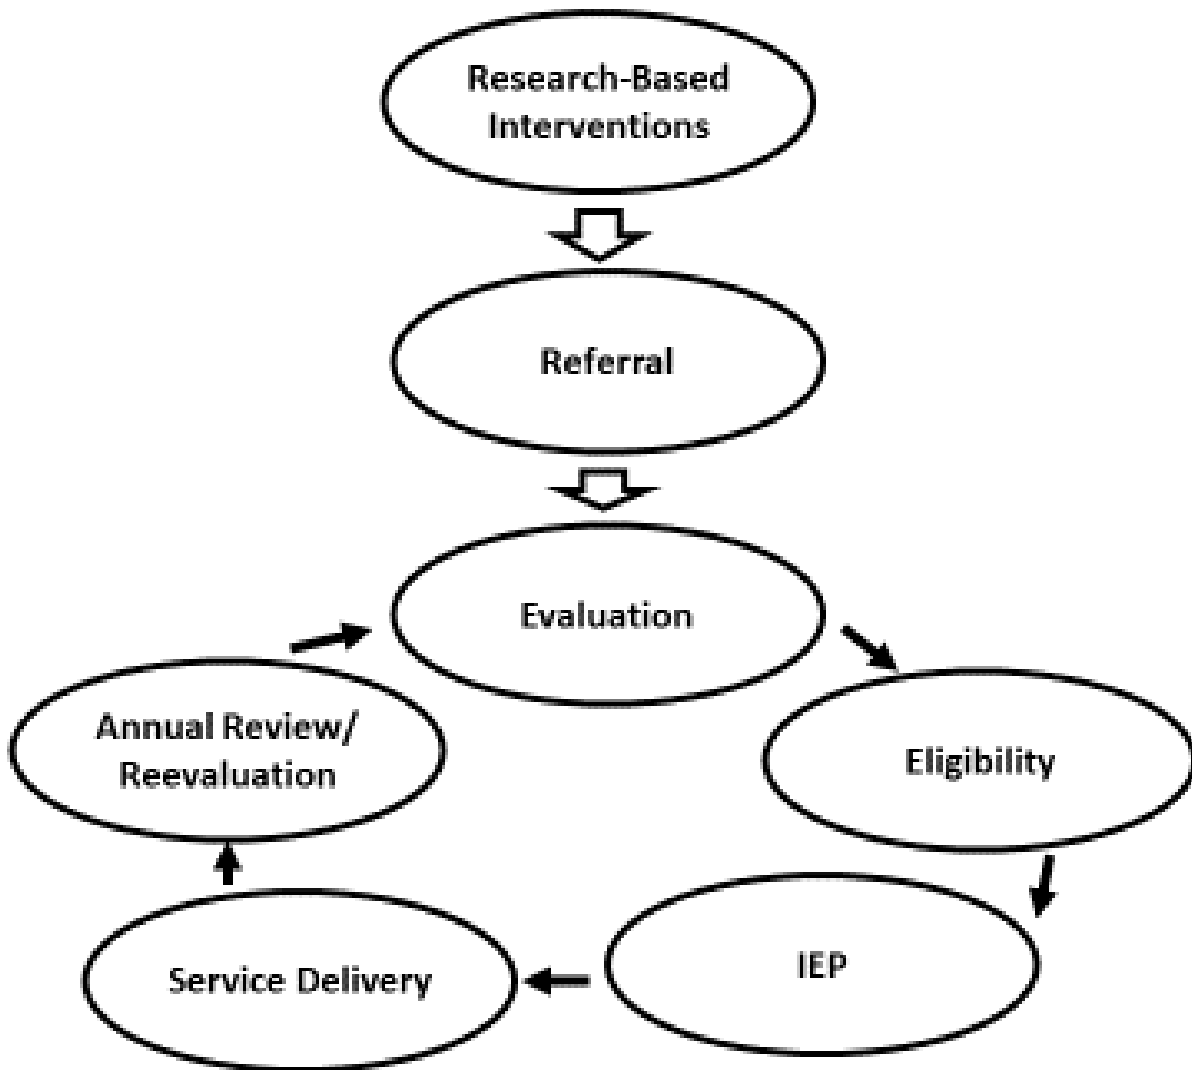 Research-Based
Interventions
Referral
Evaluation
Annual Review/
Reevaluation
Eligibility
Service Delivery
IEP